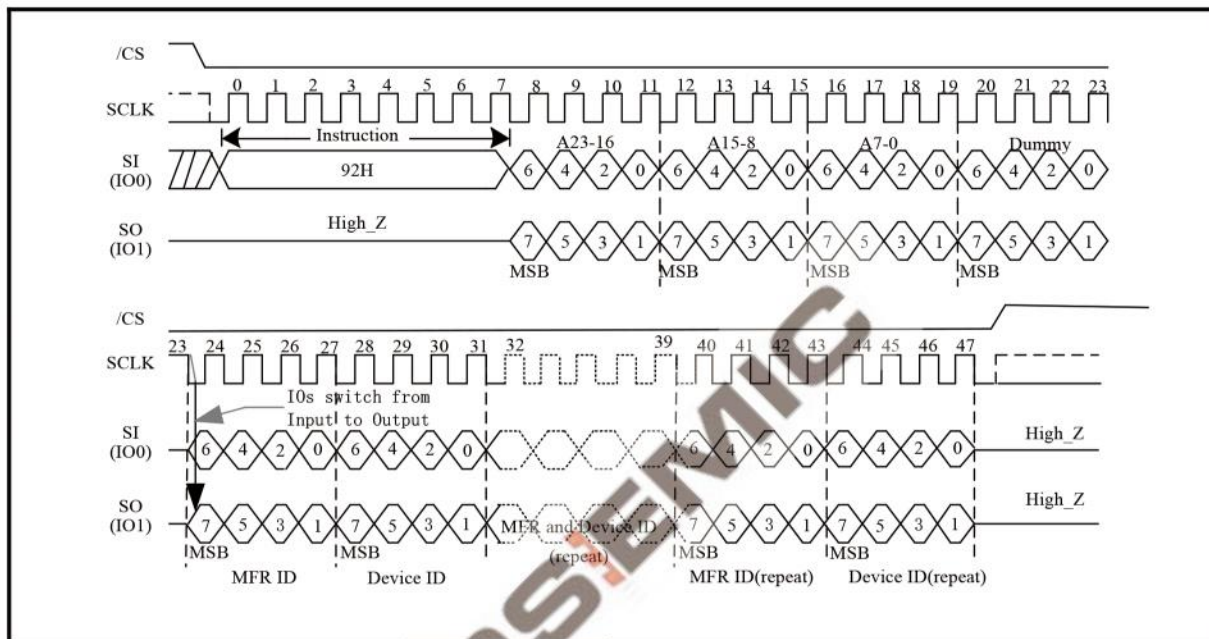 /CS
0 1 2 3 4 5 6 7 8 9 10 11 12 13 14 15 16 17 18 19 20 21 22 23
SCLK
Instruction A23-16 A15-8 A7-0 Dummy
SI
(IO0)
92H 6 4 2 0 6 4 2 0 6 4 2 0 6 4 2 0
SO
(IO1)
High_Z 7 5 3 1 7 5 3 1 7 5 3 1 7 5 3 1
MSB MSB MSB MSB
/CS
23 24 25 26 27 28 29 30 31 32 39 40 41 42 43 44 45 46 47
SCLK
IOs switch from
Input to Output
SI
(IO0)
6 4 2 0 6 4 2 0 6 4 2 0 6 4 2 0 High_Z
SO
(IO1)
7 5 3 1 7 5 3 1 MFR and Device ID 7 5 3 1 7 5 3 1 High_Z
MSB MSB (repeat) MSB MSB
MFR ID Device ID MFR ID(repeat) Device ID(repeat)